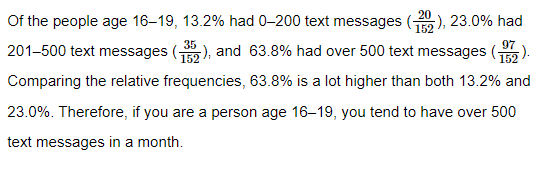 Of the people age 16–19, 13.2% had 0–200 text messages (20/152), 23.0% had
201–500 text messages (35/152), and 63.8% had over 500 text messages (97/152).
Comparing the relative frequencies, 63.8% is a lot higher than both 13.2% and
23.0%. Therefore, if you are a person age 16–19, you tend to have over 500
text messages in a month.